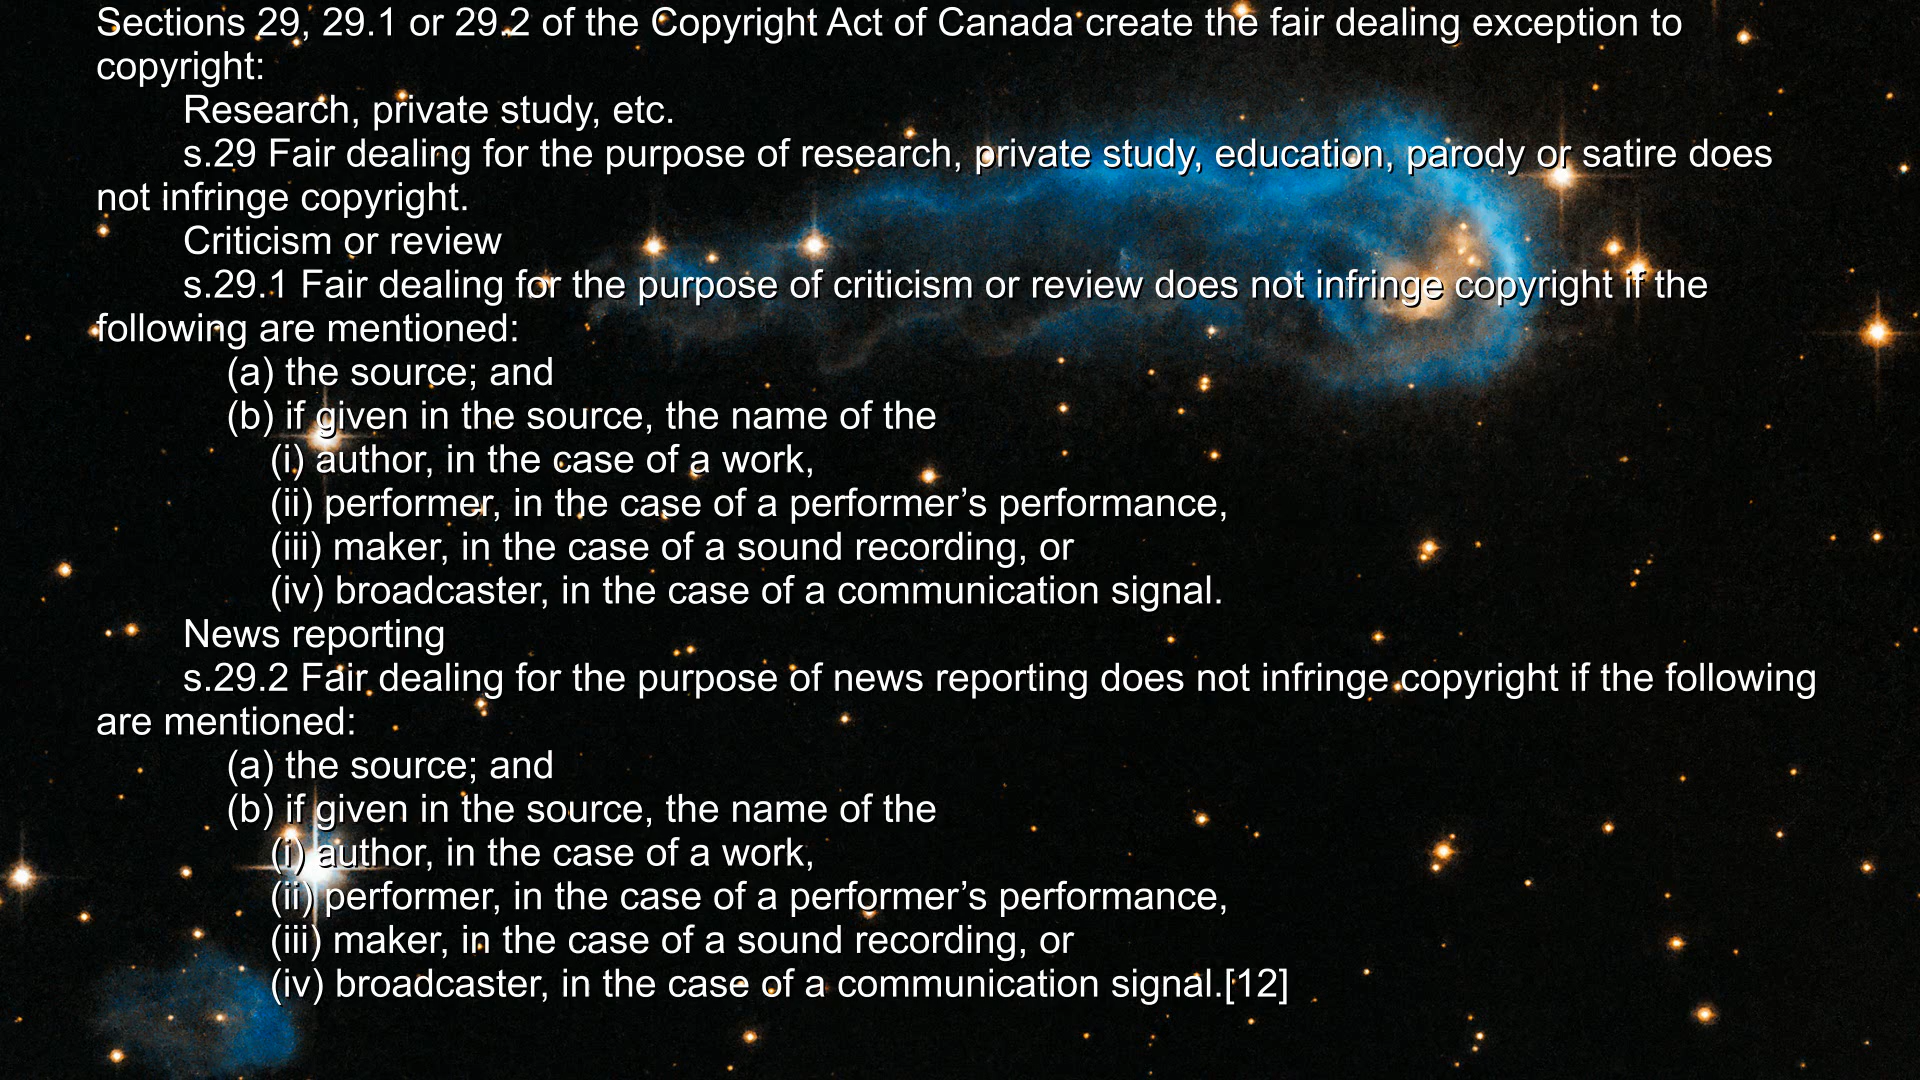 Sections 29, 29.1 or 29.2 of the Copyright Act of Canada create the fair dealing exception to
copyright:
Research, private study, etc.
s.29 Fair dealing for the purpose of research, private study, education, parody or satire does
not infringe copyright.
Criticism or review
s.29.1 Fair dealing for the purpose of criticism or review does not infringe copyright if the
following are mentioned:
(a) the source; and
(b) if given in the source, the name of the
(i) author, in the case of a work,
(ii) performer, in the case of a performer’s performance,
(iii) maker, in the case of a sound recording, or
(iv) broadcaster, in the case of a communication signal.
News reporting
s.29.2 Fair dealing for the purpose of news reporting does not infringe copyright if the following
are mentioned:
(a) the source; and
(b) if given in the source, the name of the
(i) author, in the case of a work,
(ii) performer, in the case of a performer’s performance,
(iii) maker, in the case of a sound recording, or
(iv) broadcaster, in the case of a communication signal.[12]